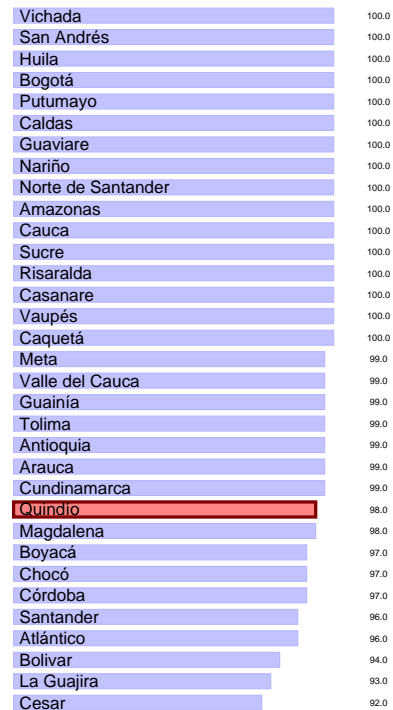 Vichada 100.0
San Andrés 100.0
Huila 100.0
Bogotá 100.0
Putumayo 100.0
Caldas 100.0
Guaviare 100.0
Nariño 100.0
Norte de Santander 100.0
Amazonas 100.0
Cauca 100.0
Sucre 100.0
Risaralda 100.0
Casanare 100.0
Vaupés 100.0
Caquetá 100.0
Meta 99.0
Valle del Cauca 99.0
Guainía 99.0
Tolima 99.0
Antioquia 99.0
Arauca 99.0
Cundinamarca 99.0
Quindío 98.0
Magdalena 98.0
Boyacá 97.0
Chocó 97.0
Córdoba 97.0
Santander 96.0
Atlántico 96.0
Bolivar 94.0
La Guajira 93.0
Cesar 92.0